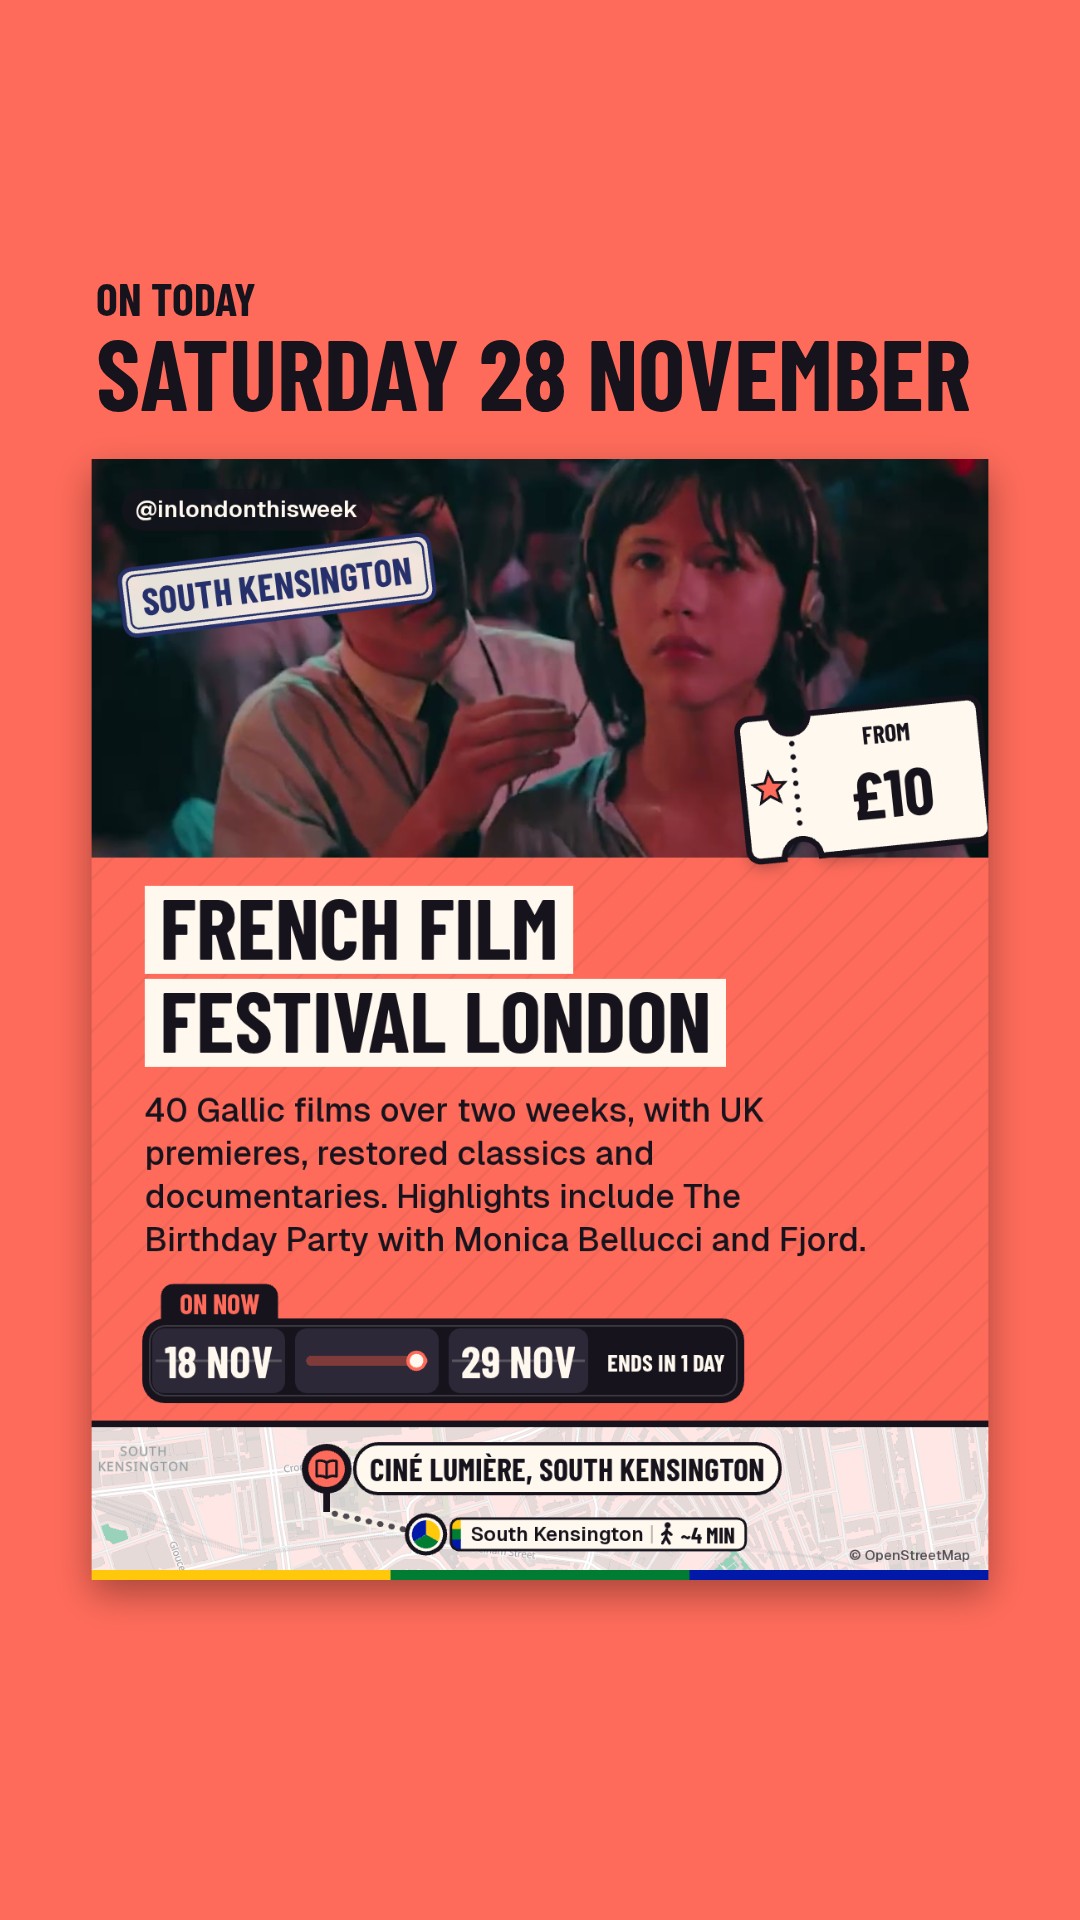 ON TODAY
SATURDAY 28 NOVEMBER
@inlondonthisweek
SOUTH KENSINGTON
FROM
£10
FRENCH FILM
FESTIVAL LONDON
40 Gallic films over two weeks, with UK
premieres, restored classics and
documentaries. Highlights include The
Birthday Party with Monica Bellucci and Fjord.
ON NOW
18 NOV
29 NOV
ENDS IN 1 DAY
SOUTH
KENSINGTON
CINÉ LUMIÈRE, SOUTH KENSINGTON
South Kensington
~4 MIN
© OpenStreetMap